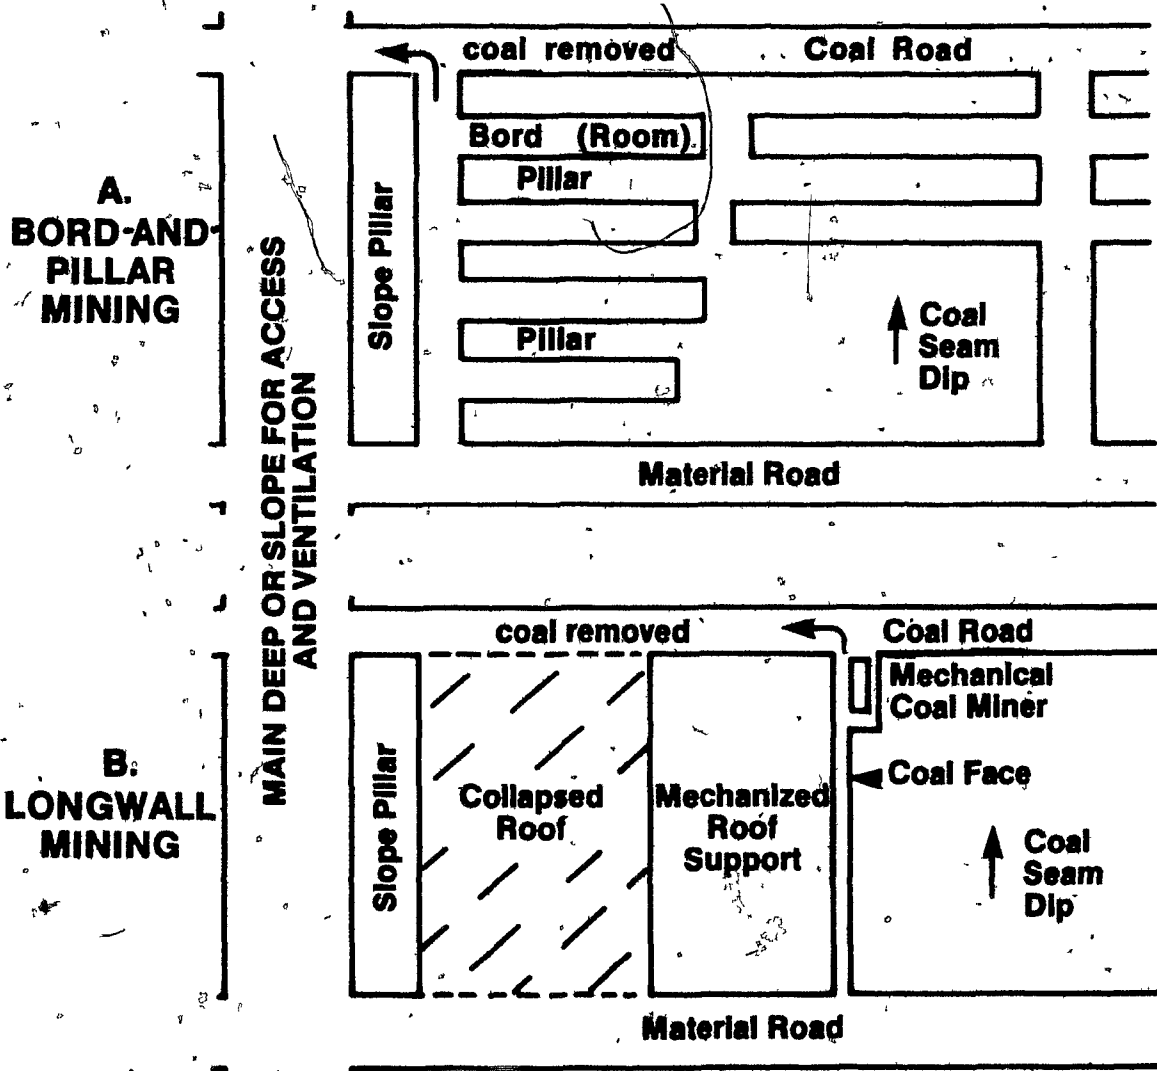 coal removed
Coal Road
Bord (Room)
Pillar
A.
BORD-AND-
PILLAR
MINING
Slope Pillar
Pillar
Coal
Seam
Dip
Material Road
MAIN DEEP OR SLOPE FOR ACCESS
AND VENTILATION
coal removed
Coal Road
Mechanical
Coal Miner
Coal Face
B.
LONGWALL
MINING
Slope Pillar
Collapsed
Roof
Mechanized
Roof
Support
Coal
Seam
Dip
Material Road